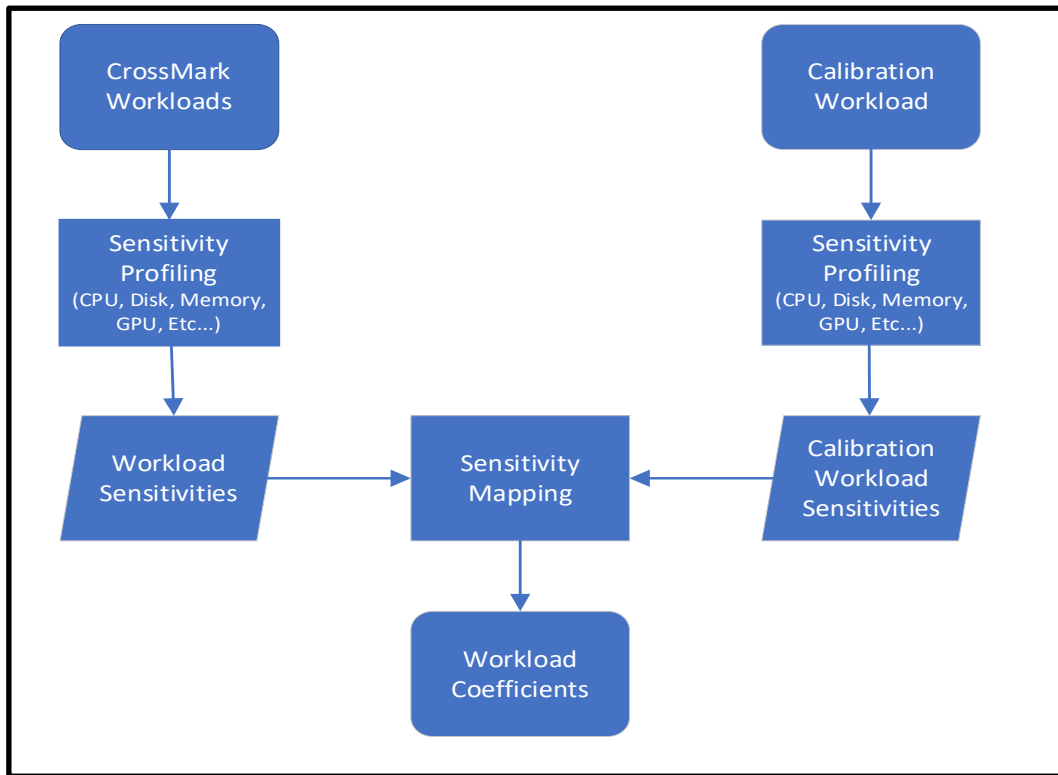 CrossMark
Workloads
Calibration
Workload
Sensitivity
Profiling
(CPU, Disk, Memory,
GPU, Etc...)
Sensitivity
Profiling
(CPU, Disk, Memory,
GPU, Etc...)
Workload
Sensitivities
Sensitivity
Mapping
Calibration
Workload
Sensitivities
Workload
Coefficients